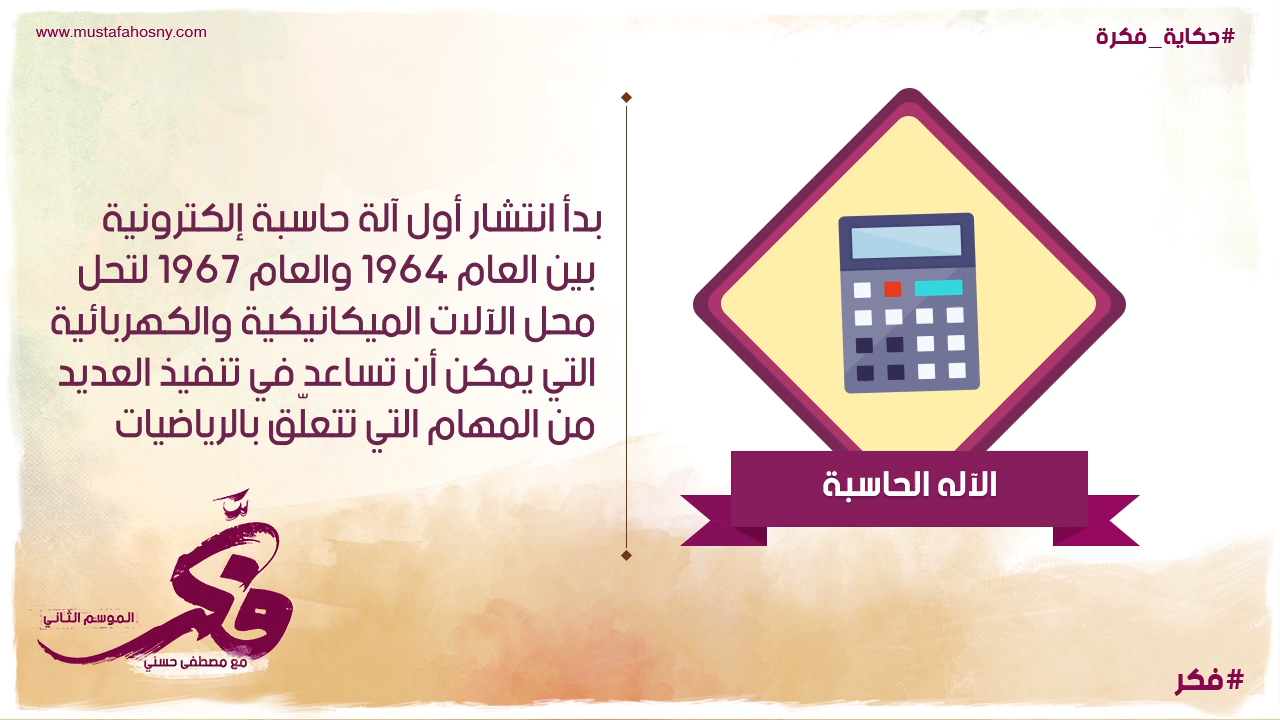 www.mustafahosny.com
#حكاية_فكرة
بدأ انتشار أول آلة حاسبة إلكترونية
بين العام 1964 والعام 1967 لتحل
محل الآلات الميكانيكية والكهربائية
التي يمكن أن تساعد في تنفيذ العديد
من المهام التي تتعلّق بالرياضيات
الآله الحاسبة
فكّر
الموسم الثاني
مع مصطفى حسني
#فكر